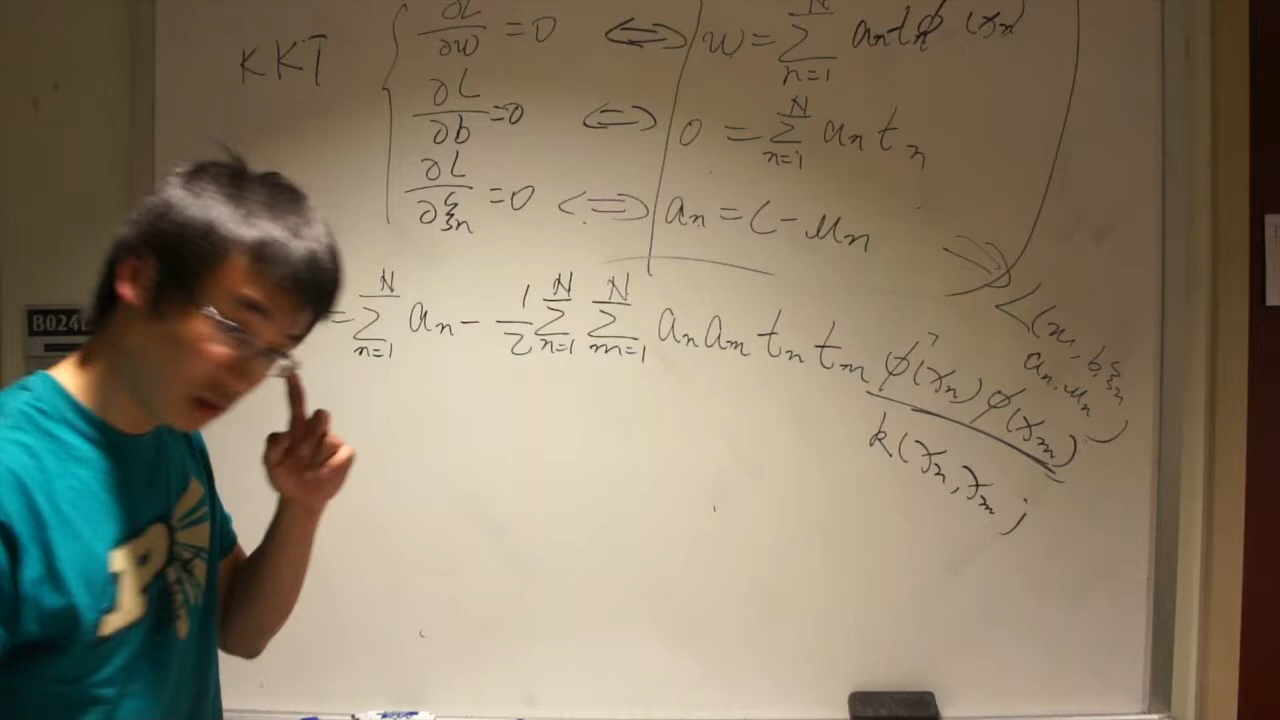 KKT
∂L/∂w = 0 <=> w = Σ_{n=1}^{N} a_n t_n φ(x_n)
∂L/∂b = 0 <=> 0 = Σ_{n=1}^{N} a_n t_n
∂L/∂ξ_n = 0 <=> a_n = C - μ_n
=> L(w, b, ξ_n
a_n, μ_n)
= Σ_{n=1}^{N} a_n - 1/2 Σ_{n=1}^{N} Σ_{m=1}^{N} a_n a_m t_n t_m φ^T(x_n) φ(x_m)
k(x_n, x_m)
B024
P